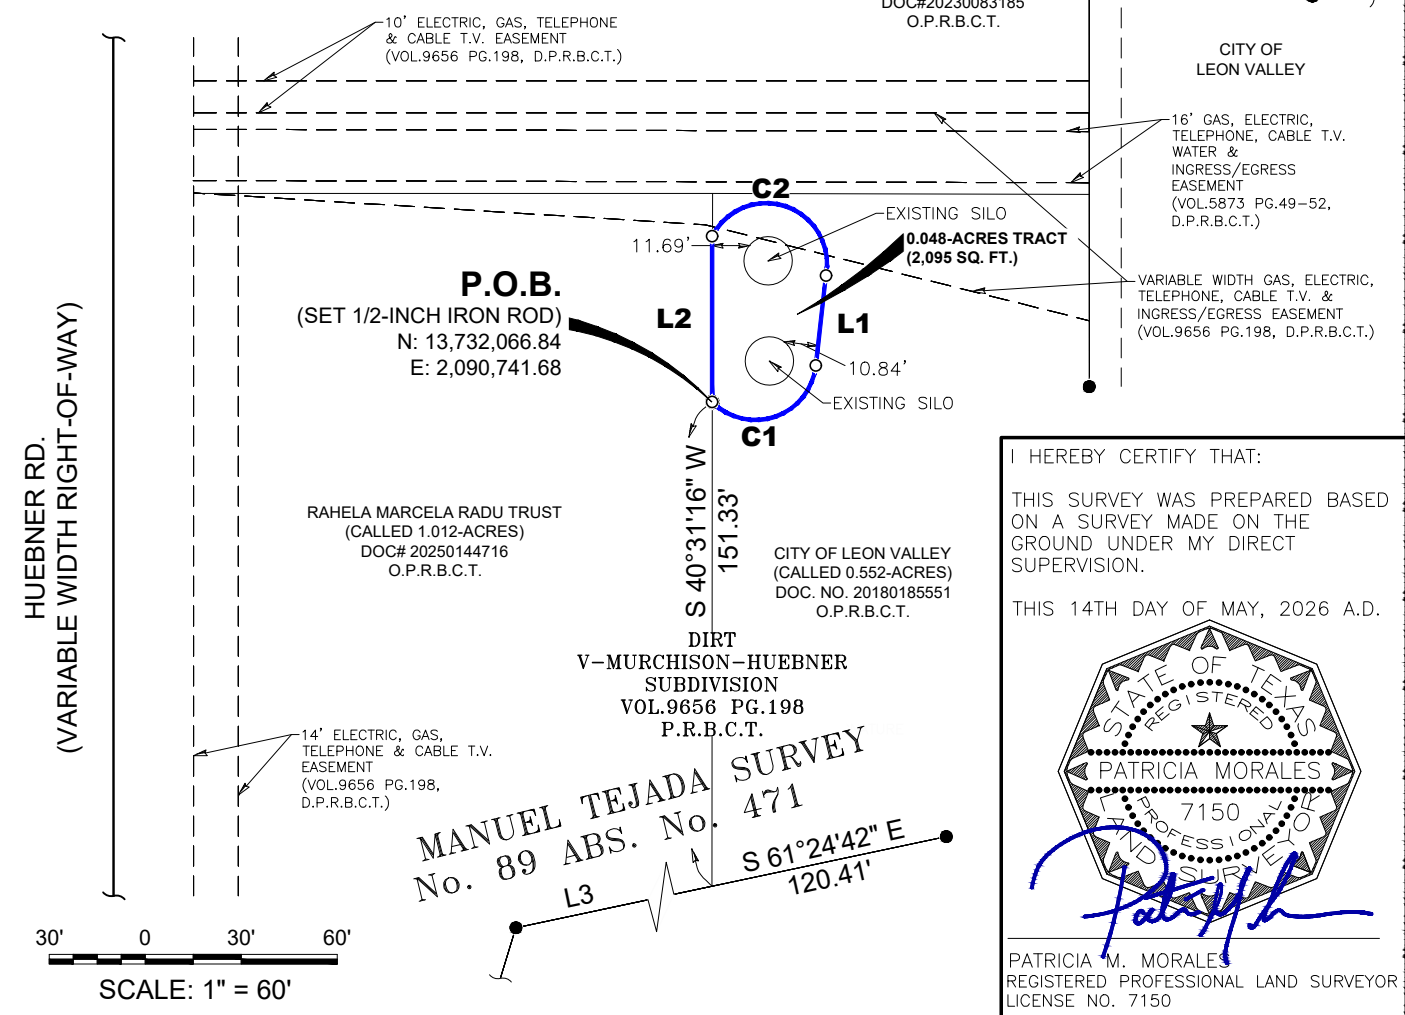 DOC#20230083185
O.P.R.B.C.T.
10' ELECTRIC, GAS, TELEPHONE
& CABLE T.V. EASEMENT
(VOL.9656 PG.198, D.P.R.B.C.T.)
CITY OF
LEON VALLEY
16' GAS, ELECTRIC,
TELEPHONE, CABLE T.V.
WATER &
INGRESS/EGRESS
EASEMENT
(VOL.5873 PG.49-52,
D.P.R.B.C.T.)
C2
EXISTING SILO
11.69'
0.048-ACRES TRACT
(2,095 SQ. FT.)
P.O.B.
(SET 1/2-INCH IRON ROD)
N: 13,732,066.84
E: 2,090,741.68
L2
L1
VARIABLE WIDTH GAS, ELECTRIC,
TELEPHONE, CABLE T.V. &
INGRESS/EGRESS EASEMENT
(VOL.9656 PG.198, D.P.R.B.C.T.)
10.84'
EXISTING SILO
C1
HUEBNER RD.
(VARIABLE WIDTH RIGHT-OF-WAY)
S 40°31'16" W
151.33'
RAHELA MARCELA RADU TRUST
(CALLED 1.012-ACRES)
DOC# 20250144716
O.P.R.B.C.T.
CITY OF LEON VALLEY
(CALLED 0.552-ACRES)
DOC. NO. 20180185551
O.P.R.B.C.T.
DIRT
V-MURCHISON-HUEBNER
SUBDIVISION
VOL.9656 PG.198
P.R.B.C.T.
14' ELECTRIC, GAS,
TELEPHONE & CABLE T.V.
EASEMENT
(VOL.9656 PG.198,
D.P.R.B.C.T.)
MANUEL TEJADA SURVEY
No. 89 ABS. No. 471
L3
S 61°24'42" E
120.41'
30' 0 30' 60'
SCALE: 1" = 60'
I HEREBY CERTIFY THAT:
THIS SURVEY WAS PREPARED BASED
ON A SURVEY MADE ON THE
GROUND UNDER MY DIRECT
SUPERVISION.
THIS 14TH DAY OF MAY, 2026 A.D.
STATE OF TEXAS
REGISTERED
PATRICIA MORALES
7150
PROFESSIONAL
LAND SURVEYOR
PATRICIA M. MORALES
REGISTERED PROFESSIONAL LAND SURVEYOR
LICENSE NO. 7150